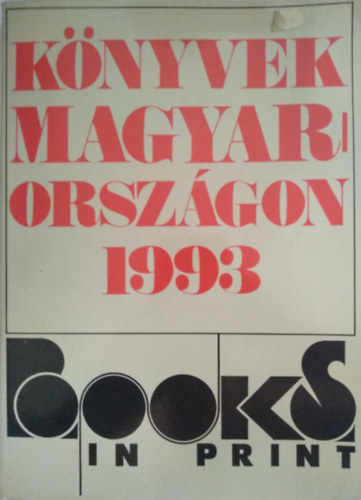 KÖNYVEK
MAGYAR-
ORSZÁGON
1993
BOOKS
IN PRINT